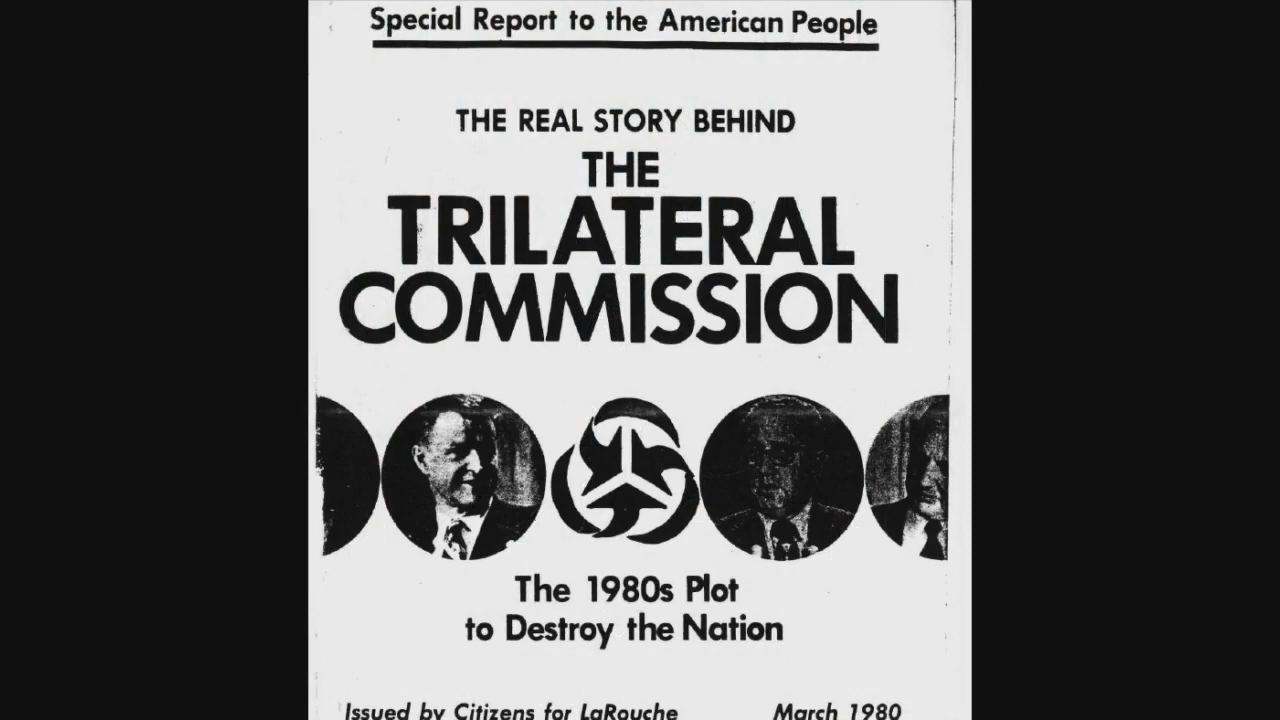 Special Report to the American People
THE REAL STORY BEHIND
THE
TRILATERAL
COMMISSION
The 1980s Plot
to Destroy the Nation
Issued by Citizens for LaRouche March 1980